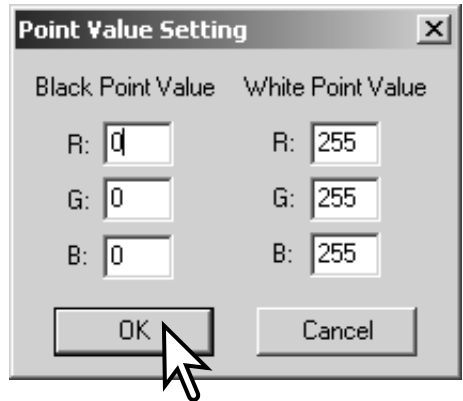 Point Value Setting
Black Point Value White Point Value
R: 0 R: 255
G: 0 G: 255
B: 0 B: 255
OK Cancel